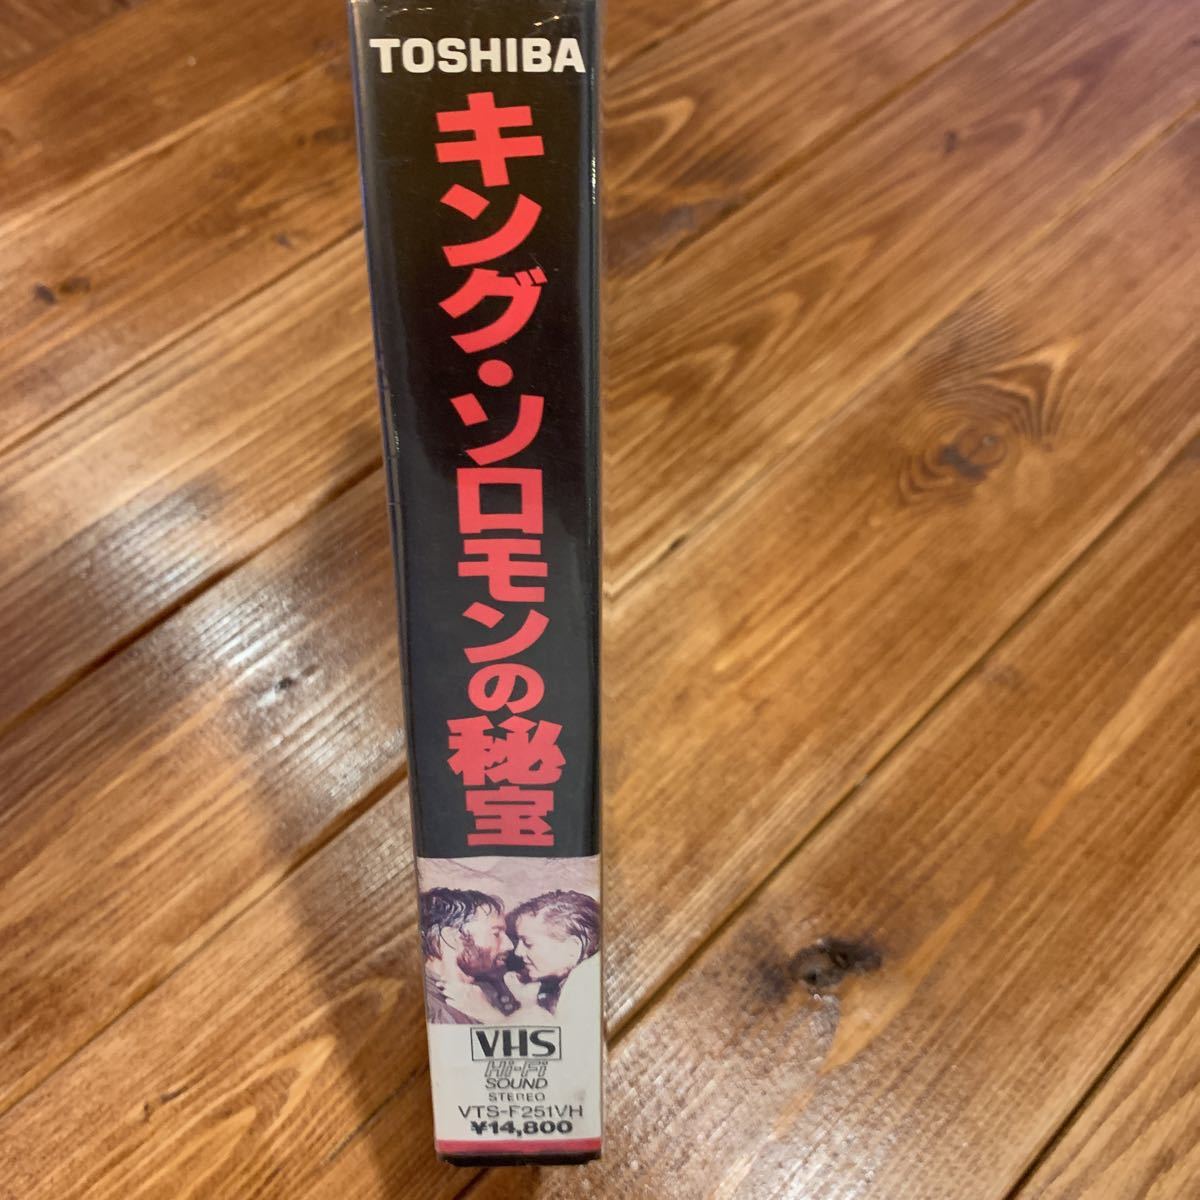 TOSHIBA
キング・ソロモンの秘宝
VHS
Hi-Fi
SOUND
STEREO
VTS-F251VH
¥14,800